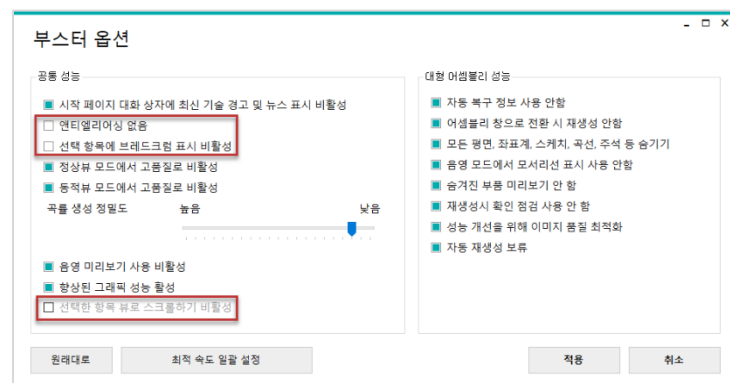 부스터 옵션
공통 성능
시작 페이지 대화 상자에 최신 기술 경고 및 뉴스 표시 비활성
앤티엘리어싱 없음
선택 항목에 브레드크럼 표시 비활성
정상뷰 모드에서 고품질로 비활성
동적뷰 모드에서 고품질로 비활성
곡률 생성 정밀도 높음 낮음
음영 미리보기 사용 비활성
향상된 그래픽 성능 활성
선택한 항목 뷰로 스크롤하기 비활성
대형 어셈블리 성능
자동 복구 정보 사용 안함
어셈블리 창으로 전환 시 재생성 안함
모든 평면, 좌표계, 스케치, 곡선, 주석 등 숨기기
음영 모드에서 모서리선 표시 사용 안함
숨겨진 부품 미리보기 안 함
재생성시 확인 점검 사용 안 함
성능 개선을 위해 이미지 품질 최적화
자동 재생성 보류
원래대로 최적 속도 일괄 설정 적용 취소